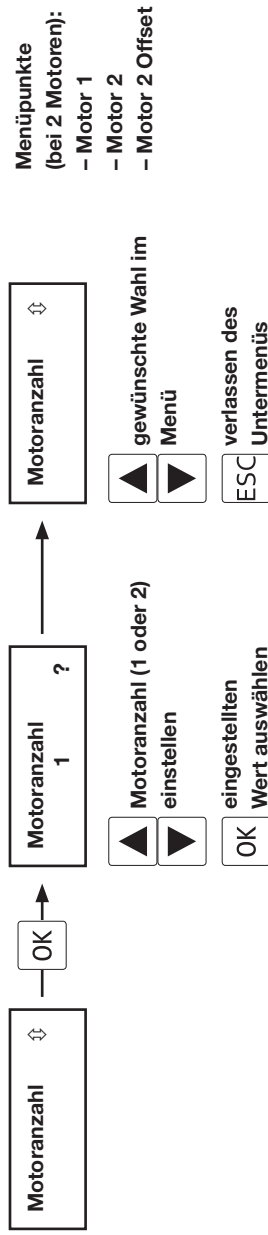 Motoranzahl ⇳
OK
Motoranzahl
1 ?
Motoranzahl (1 oder 2)
einstellen
OK
eingestellten
Wert auswählen
Motoranzahl ⇳
gewünschte Wahl im
Menü
ESC
verlassen des
Untermenüs
Menüpunkte
(bei 2 Motoren):
– Motor 1
– Motor 2
– Motor 2 Offset